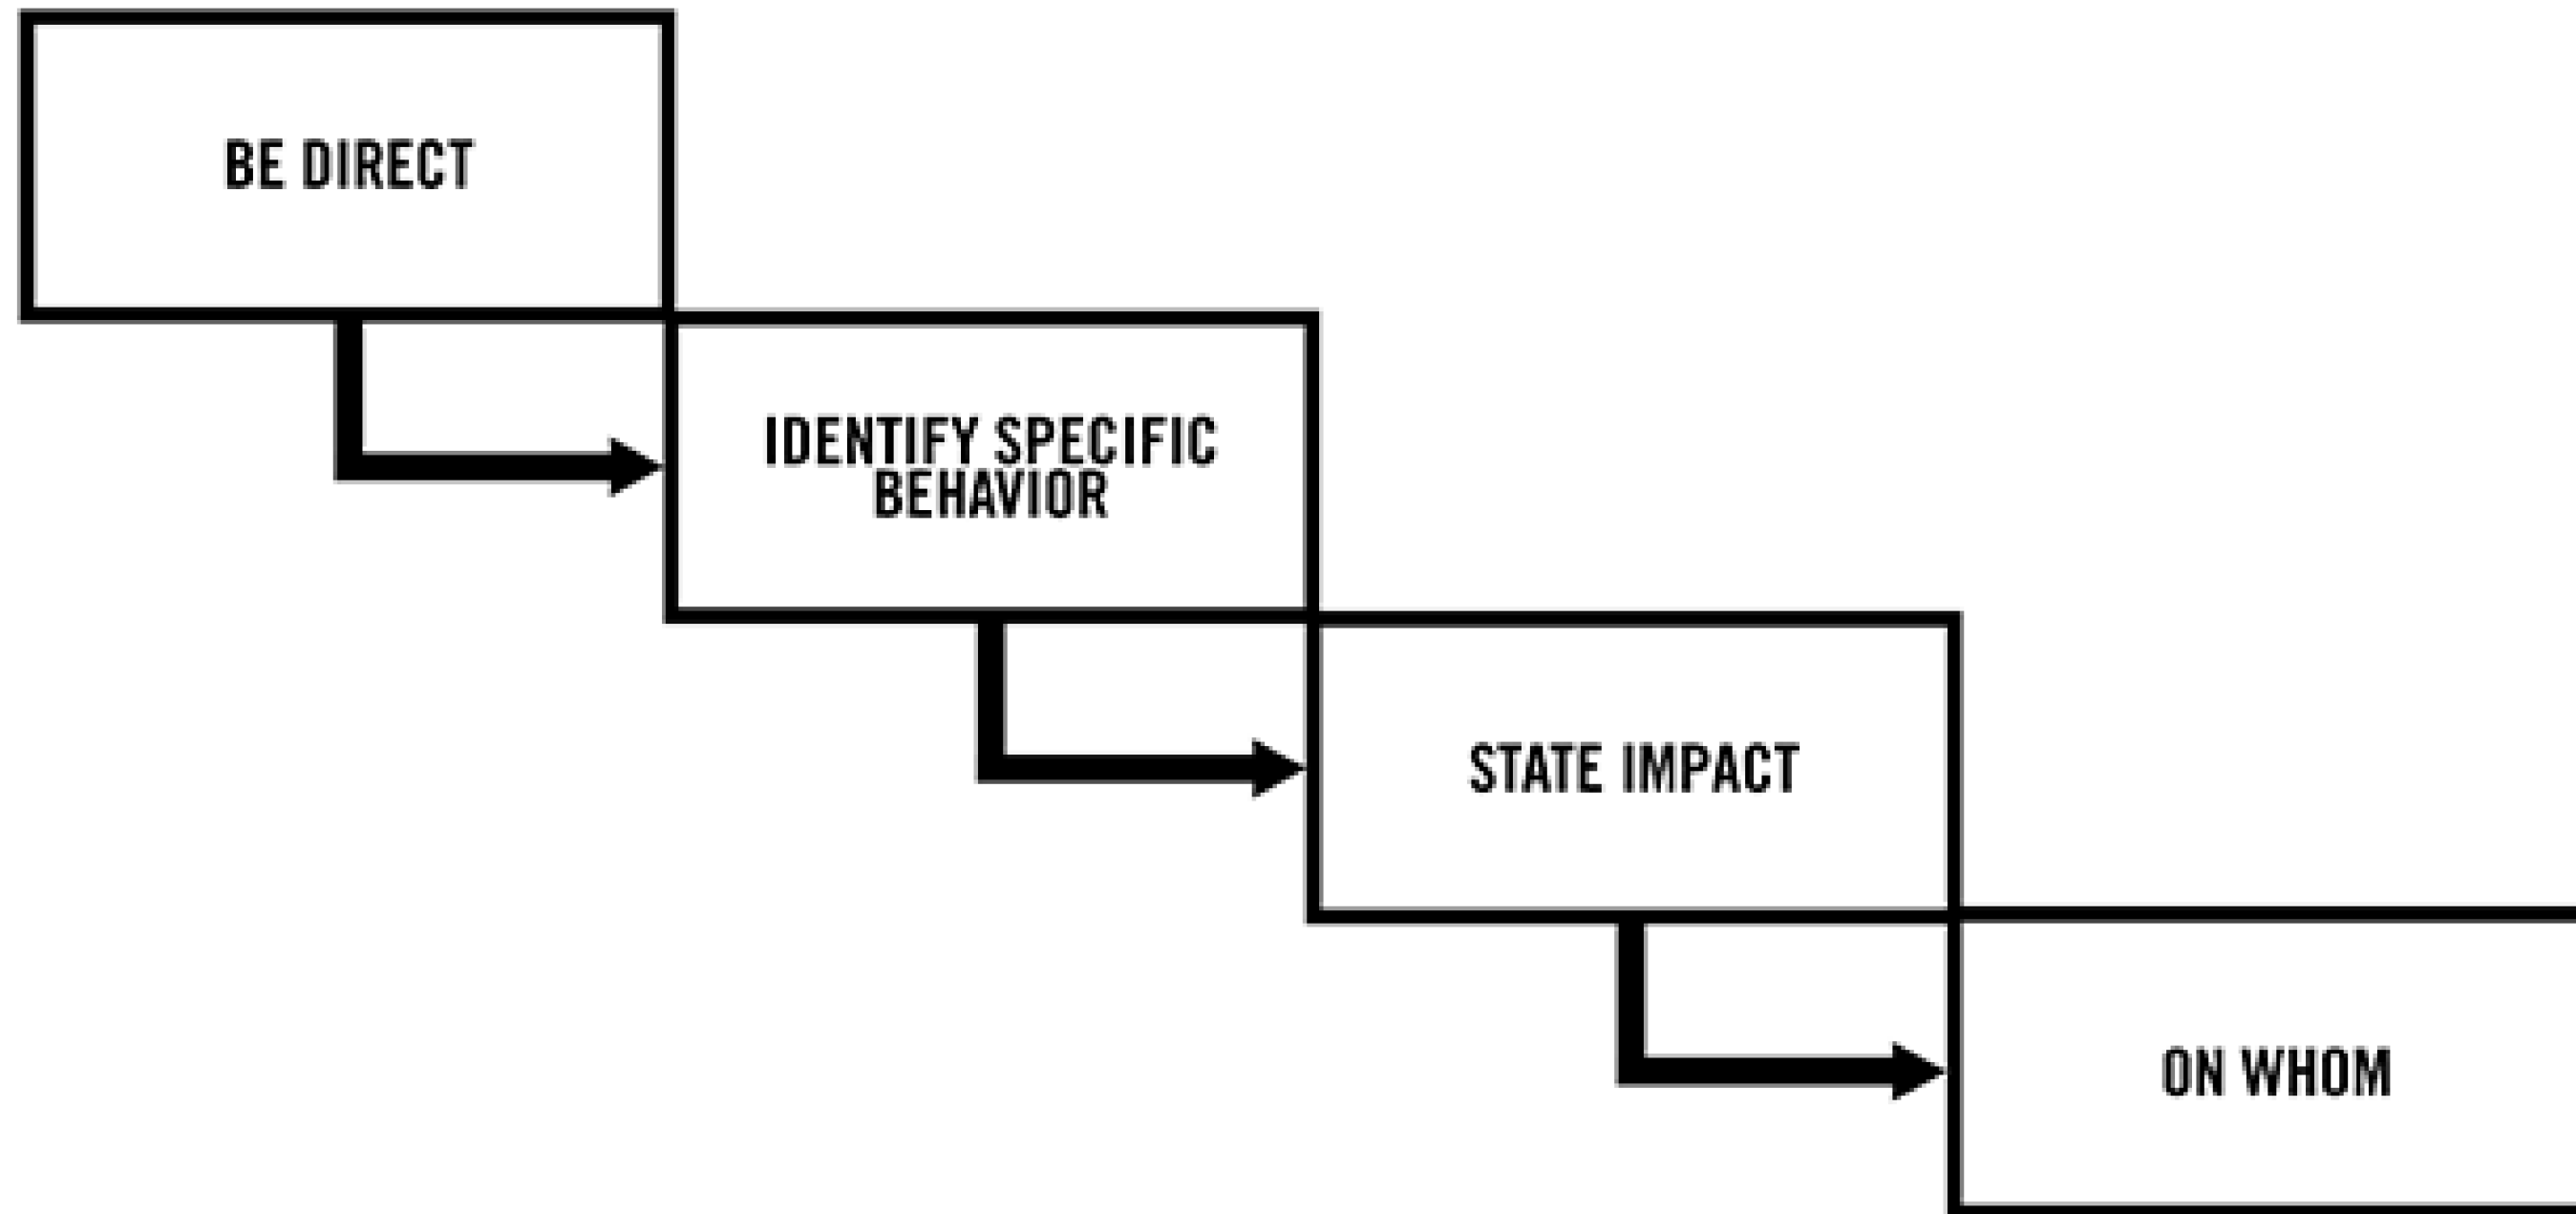 BE DIRECT
IDENTIFY SPECIFIC
BEHAVIOR
STATE IMPACT
ON WHOM